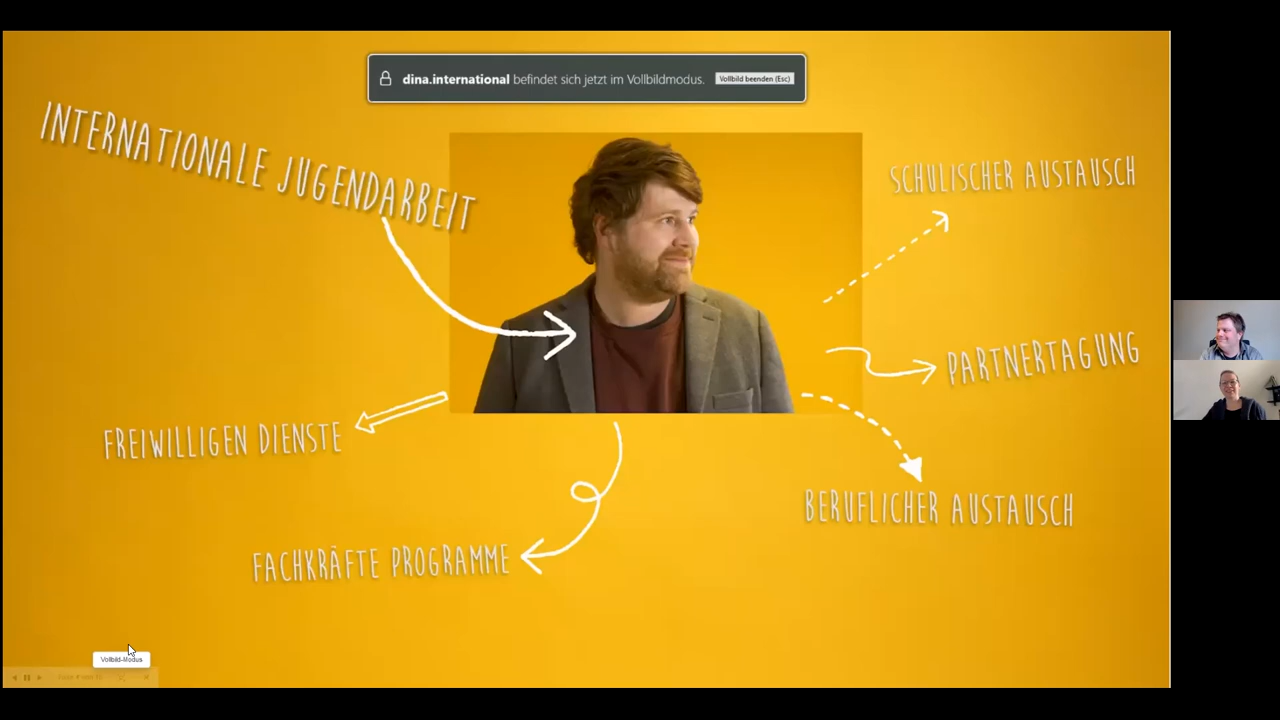 dina.international befindet sich jetzt im Vollbildmodus. Vollbild beenden (Esc)
INTERNATIONALE JUGENDARBEIT
SCHULISCHER AUSTAUSCH
PARTNERTAGUNG
FREIWILLIGEN DIENSTE
BERUFLICHER AUSTAUSCH
FACHKRÄFTE PROGRAMME
Vollbild-Modus